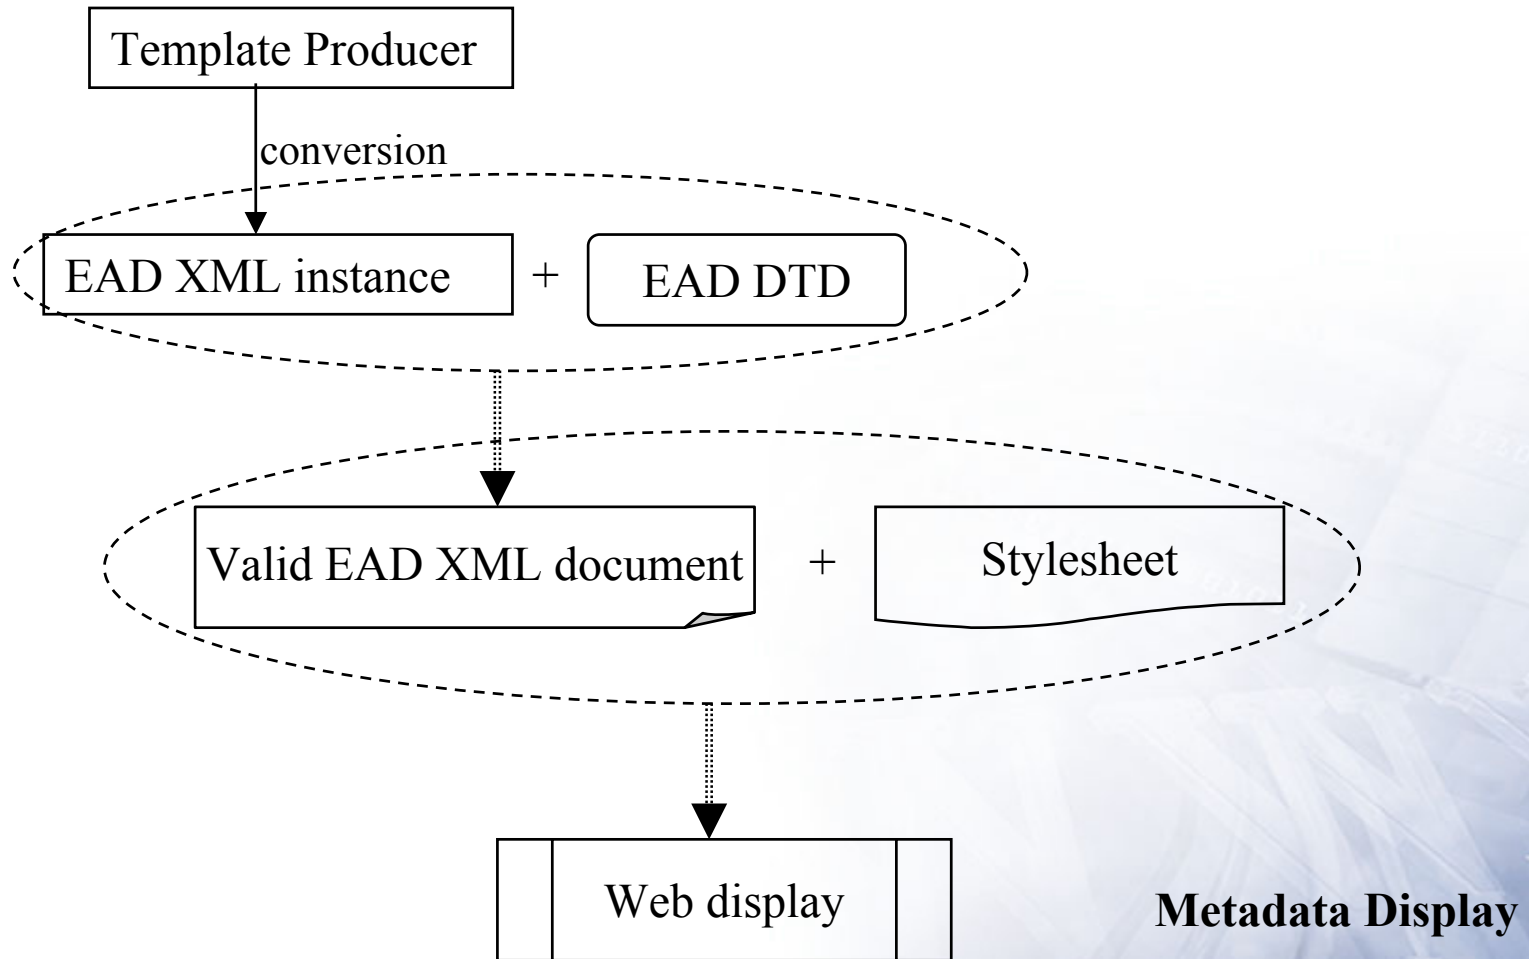 Template Producer
conversion
EAD XML instance + EAD DTD
Valid EAD XML document + Stylesheet
Web display
Metadata Display